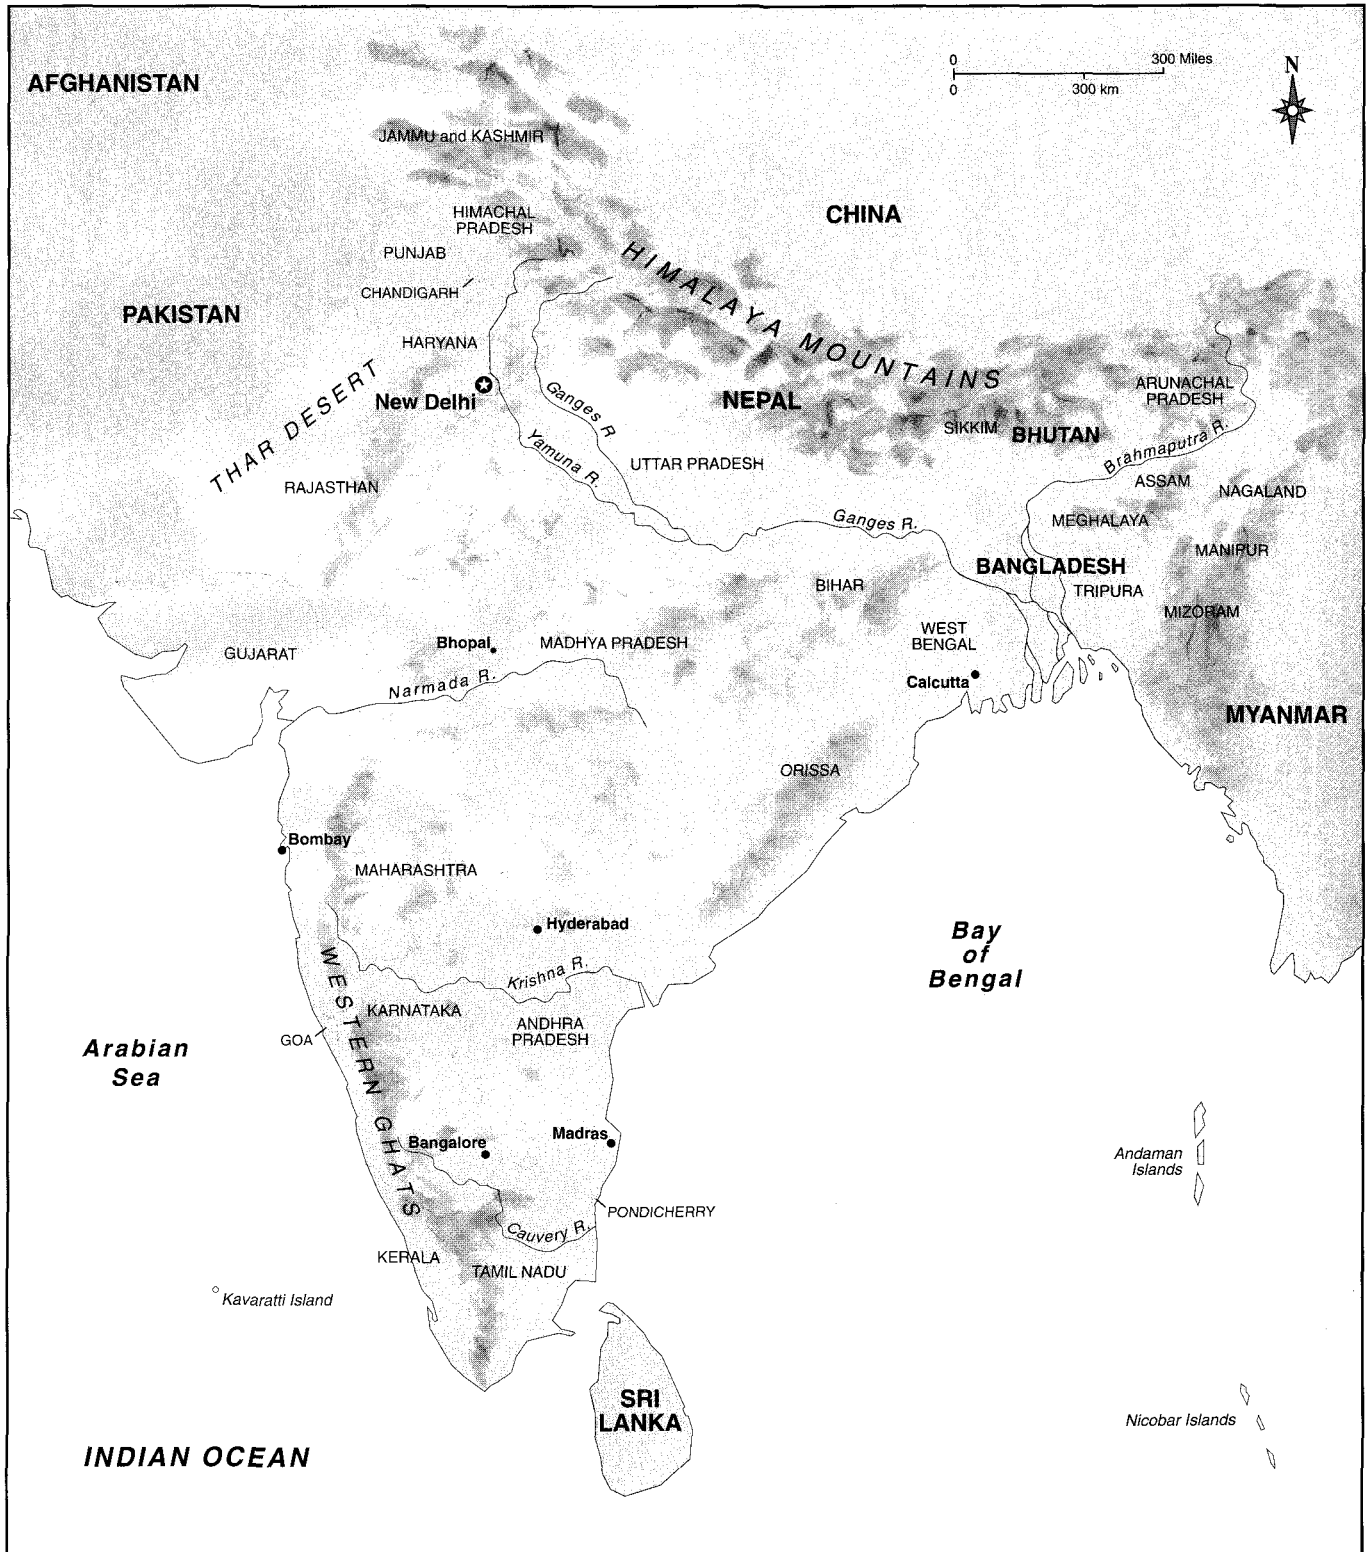 0
300 Miles
0
300 km
N
AFGHANISTAN
JAMMU and KASHMIR
CHINA
HIMACHAL
PRADESH
PUNJAB
HIMALAYA MOUNTAINS
CHANDIGARH
PAKISTAN
HARYANA
THAR DESERT
New Delhi
Ganges R
NEPAL
ARUNACHAL
PRADESH
SIKKIM
BHUTAN
Brahmaputra R.
Yamuna R.
UTTAR PRADESH
RAJASTHAN
ASSAM
NAGALAND
Ganges R.
MEGHALAYA
MANIPUR
BANGLADESH
BIHAR
TRIPURA
MIZORAM
WEST
BENGAL
Bhopal
MADHYA PRADESH
GUJARAT
Narmada R.
Calcutta
MYANMAR
ORISSA
Bombay
MAHARASHTRA
Hyderabad
Bay
of
Bengal
WESTERN GHATS
Krishna R.
KARNATAKA
ANDHRA
PRADESH
GOA
Arabian
Sea
Bangalore
Madras
Andaman
Islands
PONDICHERRY
Cauvery R.
KERALA
TAMIL NADU
Kavaratti Island
SRI
LANKA
Nicobar Islands
INDIAN OCEAN